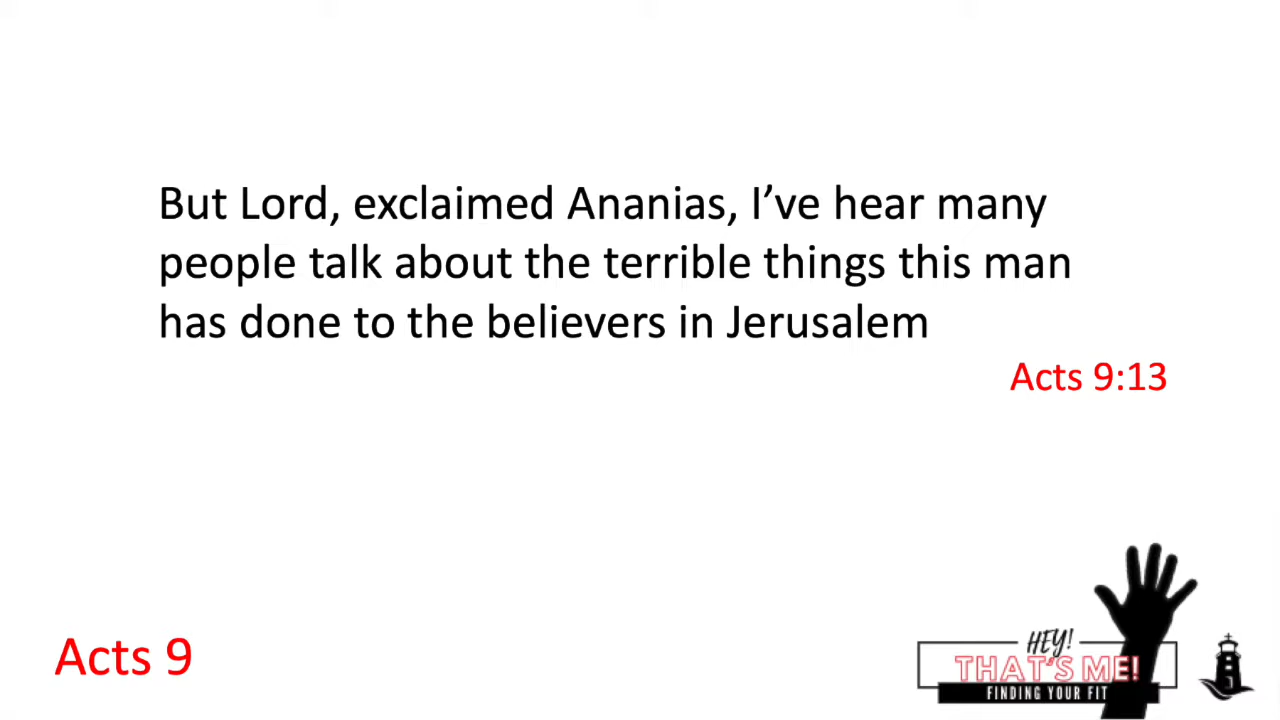 But Lord, exclaimed Ananias, I’ve hear many
people talk about the terrible things this man
has done to the believers in Jerusalem
Acts 9:13
Acts 9
HEY!
THAT'S ME!
FINDING YOUR FIT